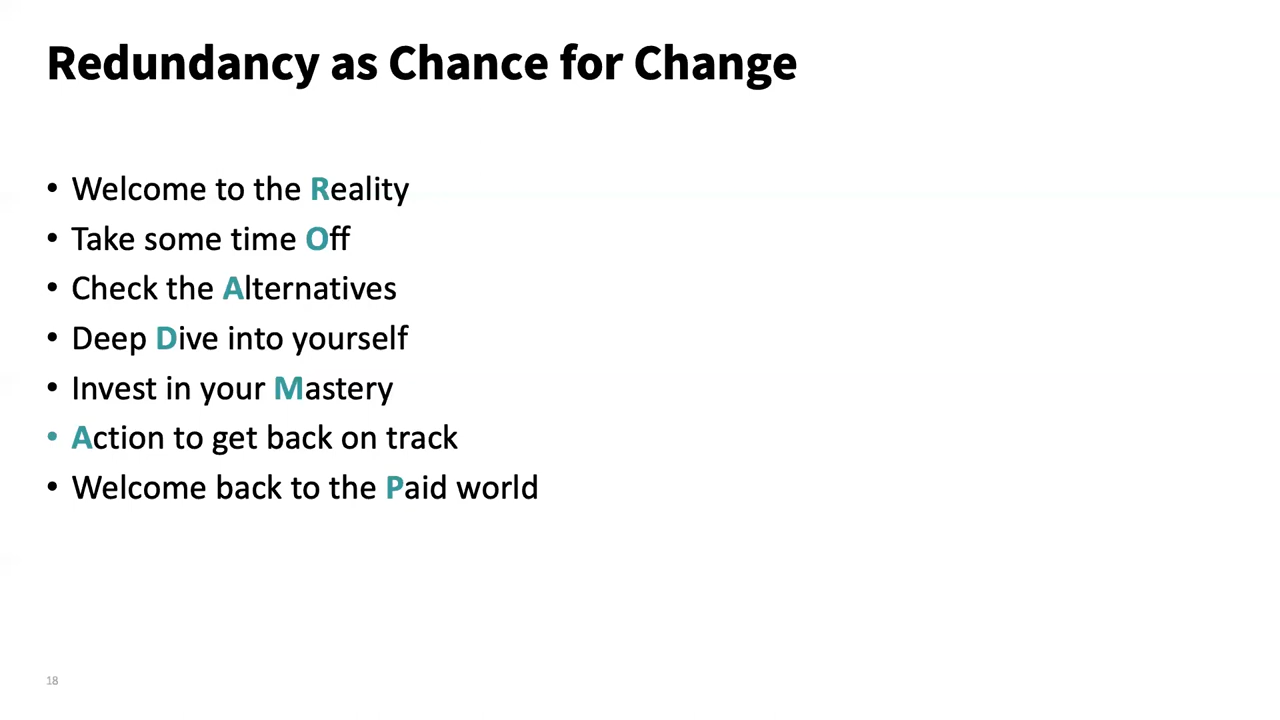 Redundancy as Chance for Change
• Welcome to the Reality
• Take some time Off
• Check the Alternatives
• Deep Dive into yourself
• Invest in your Mastery
• Action to get back on track
• Welcome back to the Paid world
18